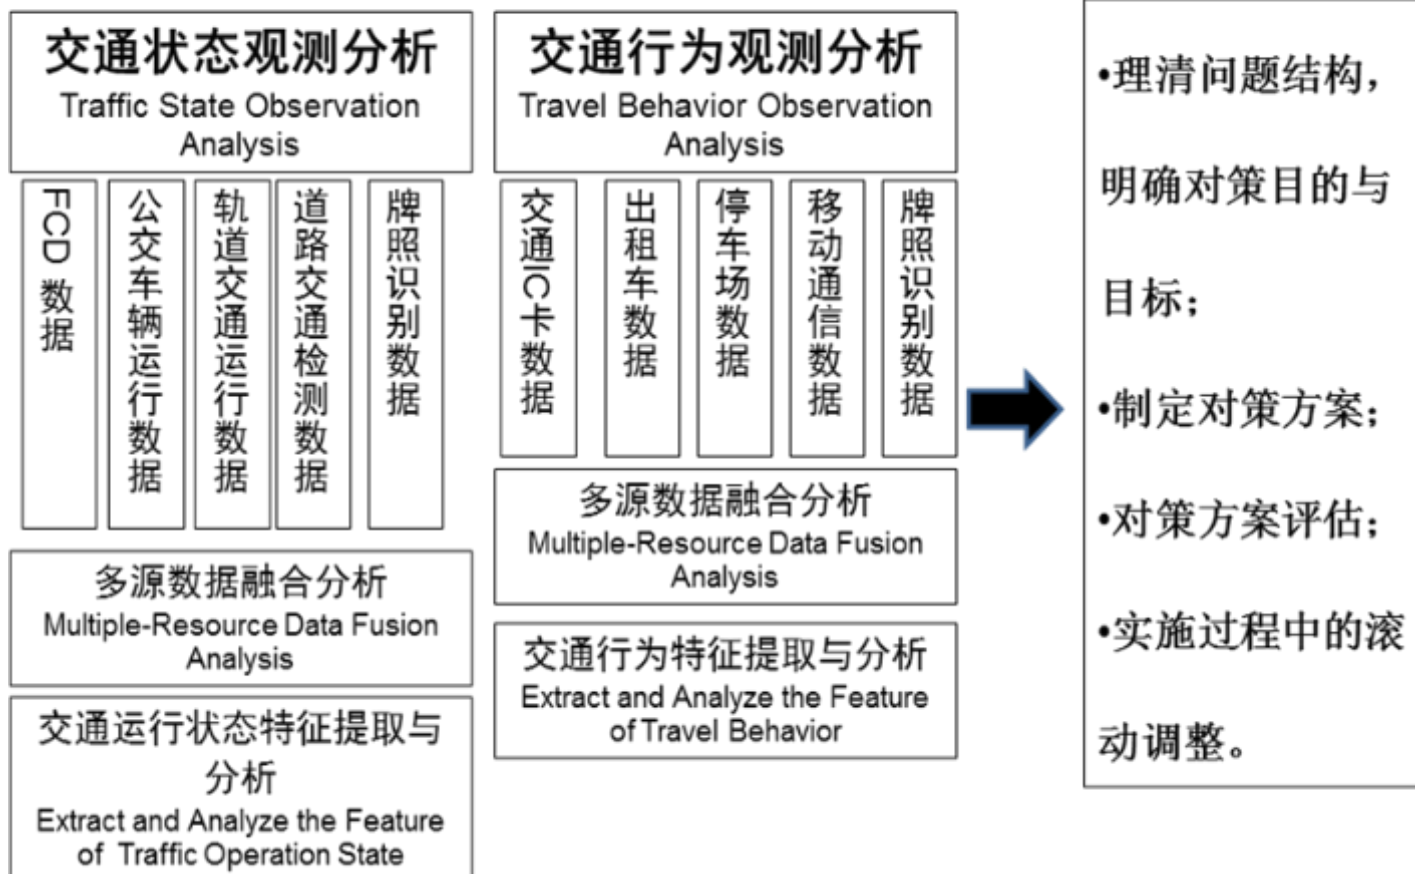 交通状态观测分析
Traffic State Observation
Analysis
FCD数据
公交车辆运行数据
轨道交通运行数据
道路交通检测数据
牌照识别数据
多源数据融合分析
Multiple-Resource Data Fusion
Analysis
交通运行状态特征提取与
分析
Extract and Analyze the Feature
of Traffic Operation State
交通行为观测分析
Travel Behavior Observation
Analysis
交通IC卡数据
出租车数据
停车场数据
移动通信数据
牌照识别数据
多源数据融合分析
Multiple-Resource Data Fusion
Analysis
交通行为特征提取与分析
Extract and Analyze the Feature
of Travel Behavior
•理清问题结构，
明确对策目的与
目标；
•制定对策方案；
•对策方案评估；
•实施过程中的滚
动调整。